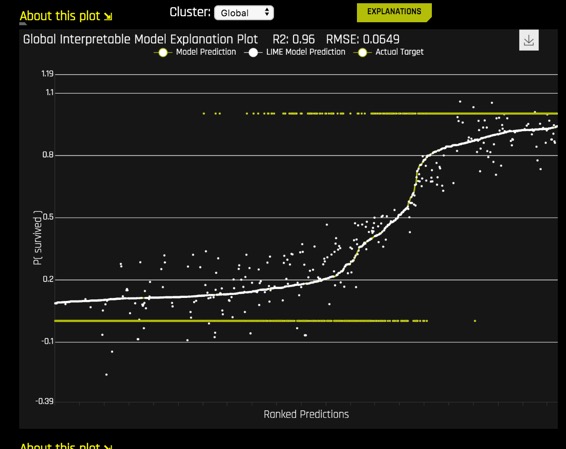 About this plot ⇲
Cluster: Global
EXPLANATIONS
Global Interpretable Model Explanation Plot R2: 0.96 RMSE: 0.0649
Model Prediction LIME Model Prediction Actual Target
1.19
1.1
0.8
0.5
0.2
-0.1
-0.39
P( survived )
Ranked Predictions
About this plot ⇲